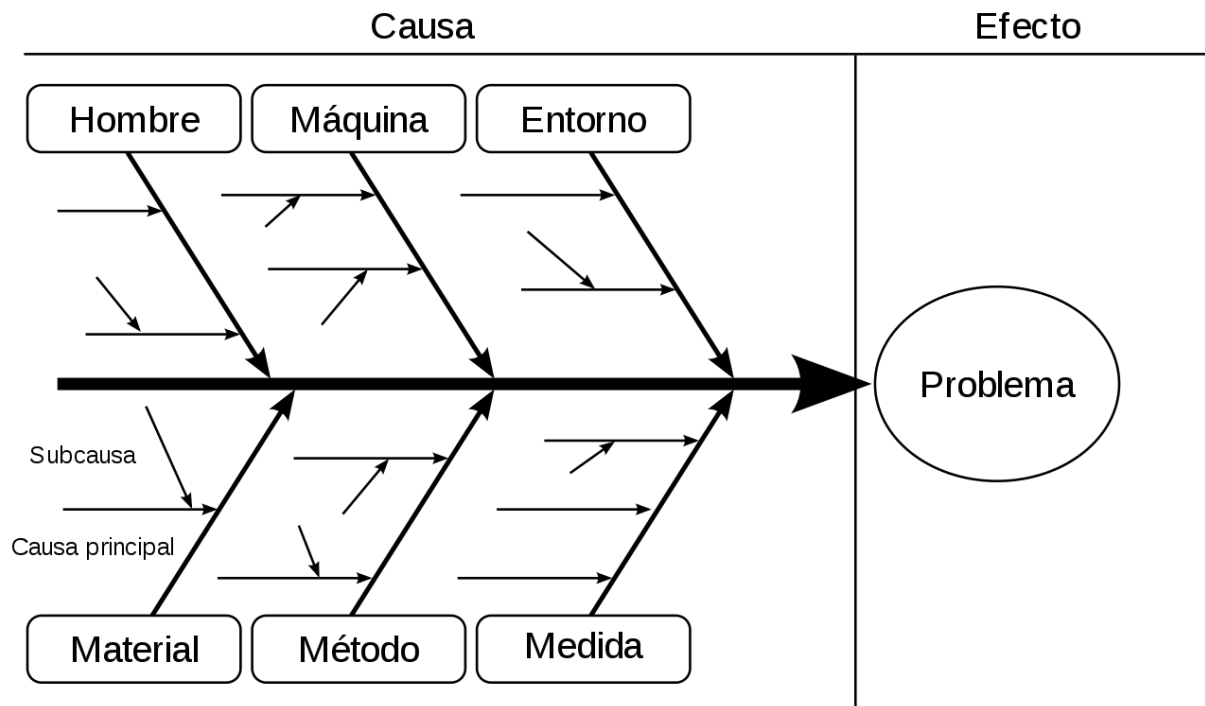 Causa
Efecto
Hombre
Máquina
Entorno
Problema
Subcausa
Causa principal
Material
Método
Medida